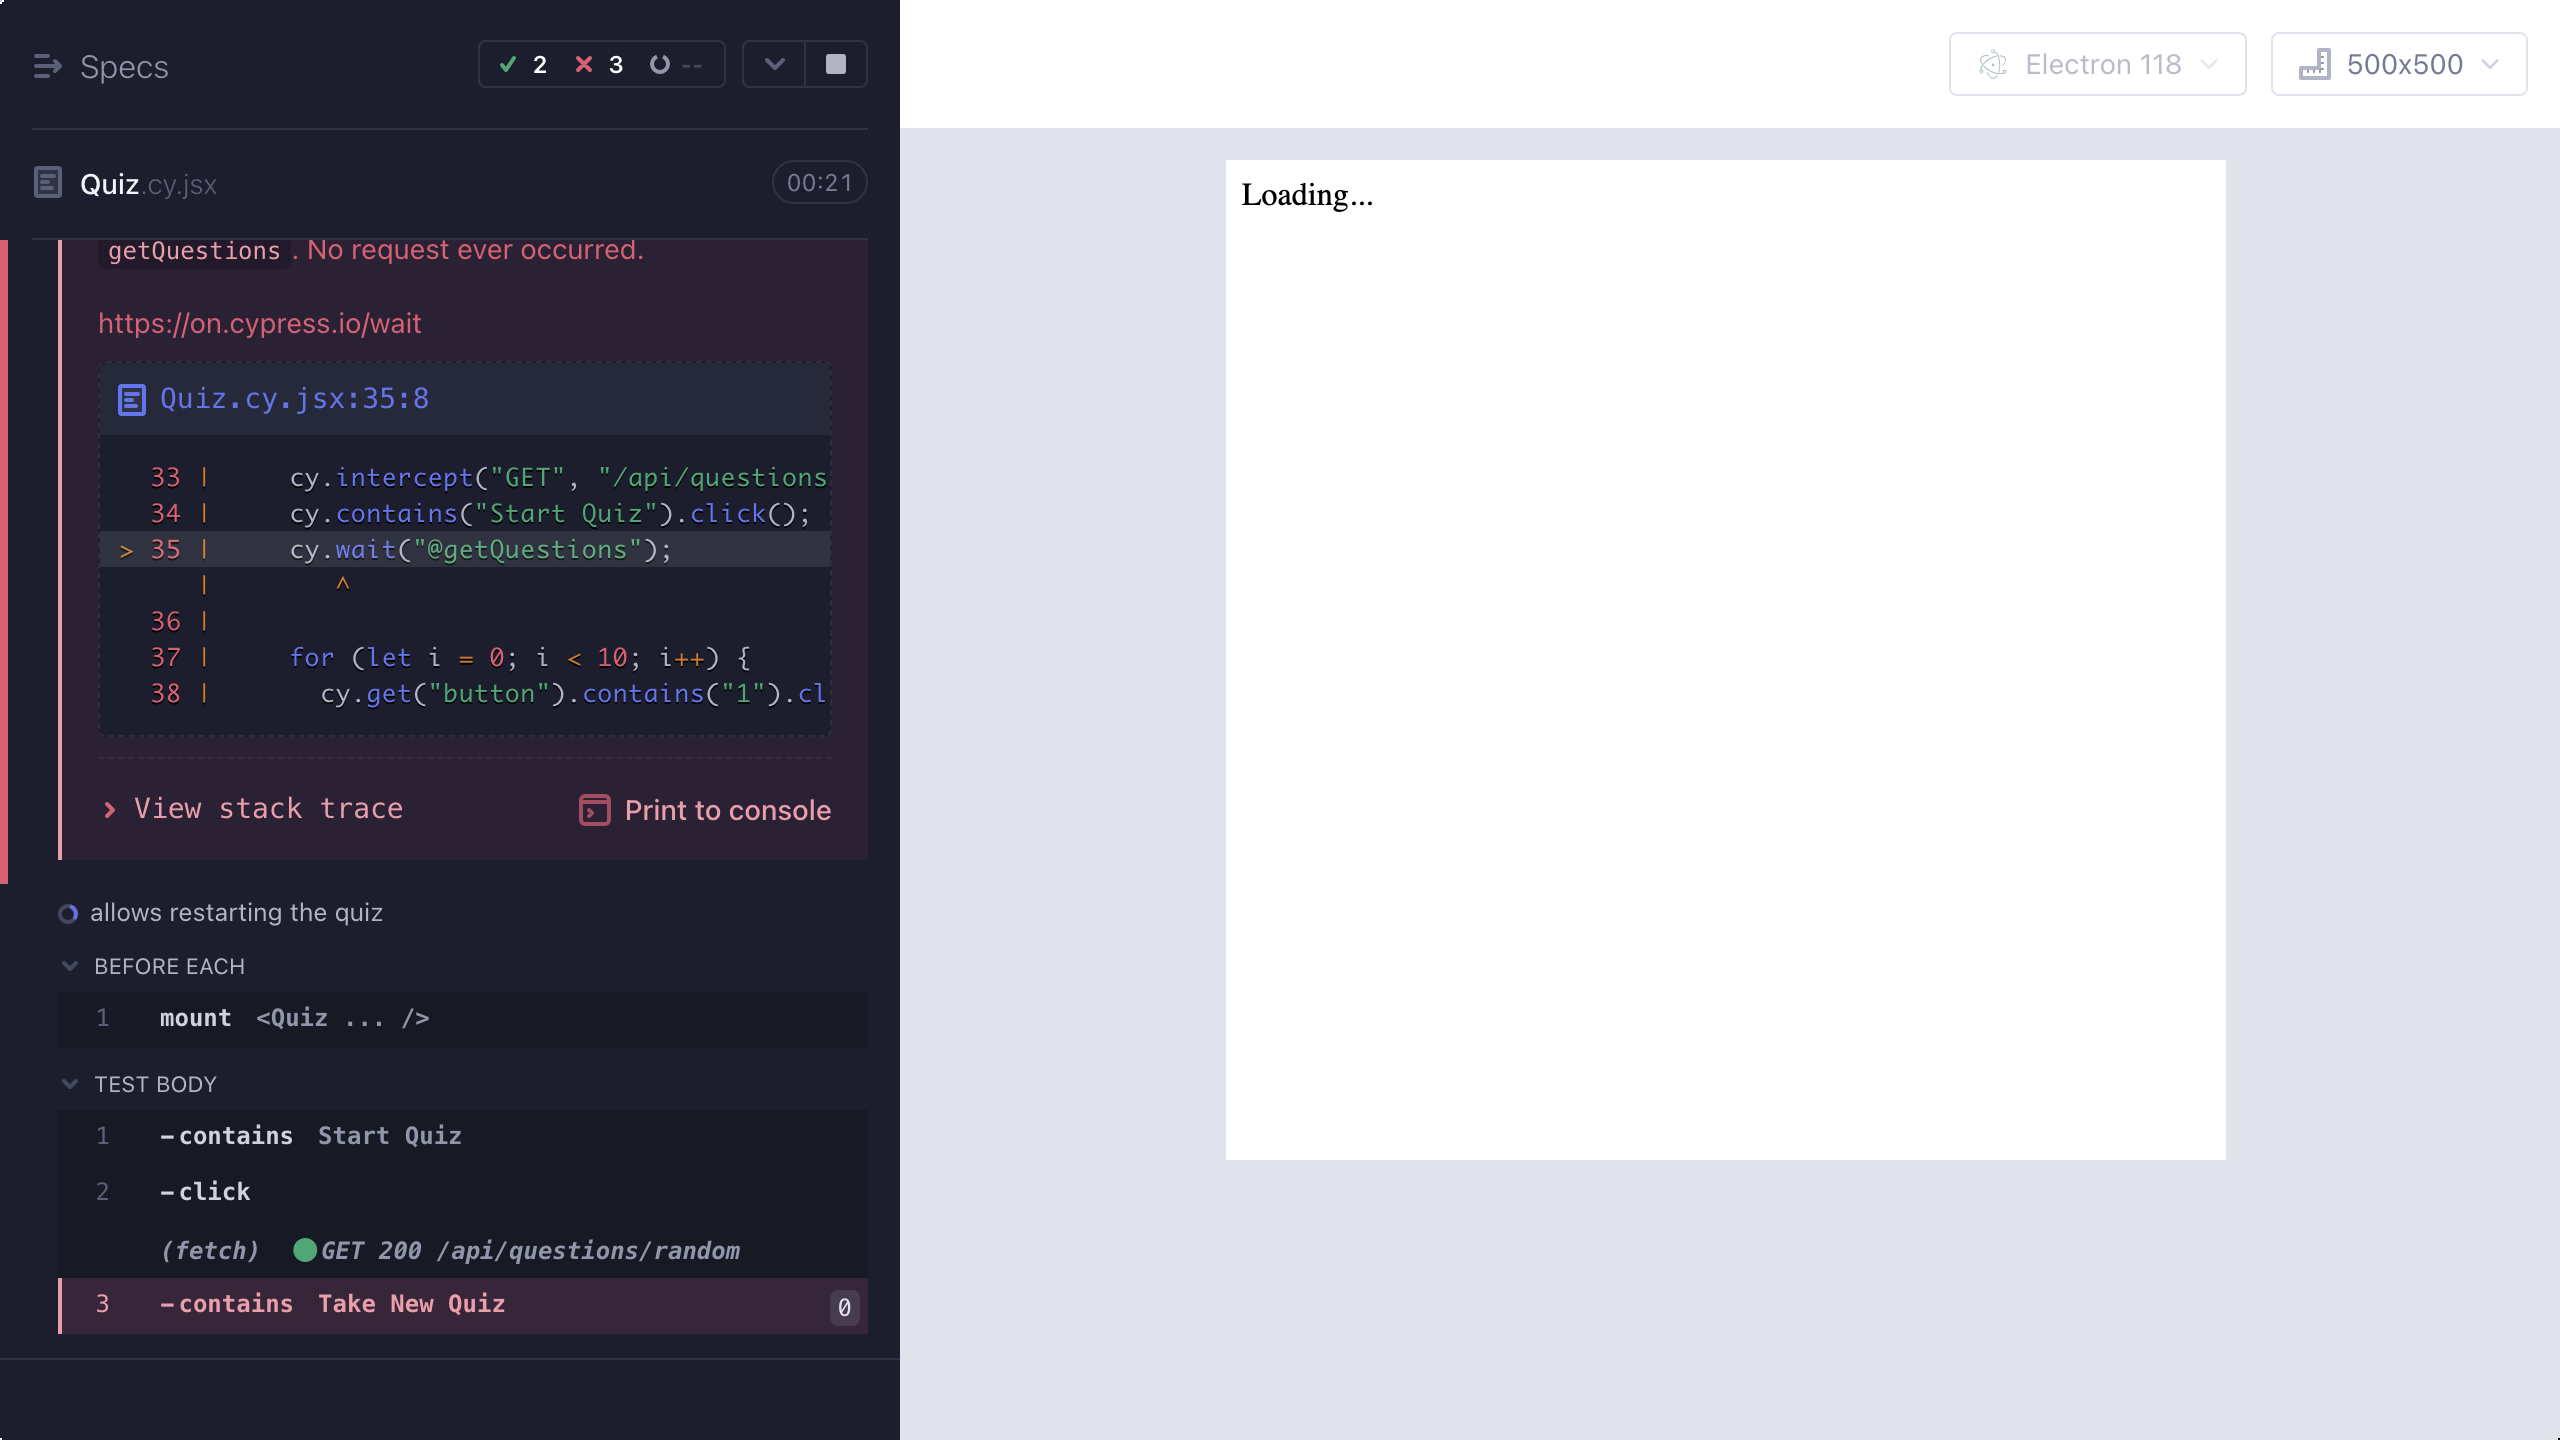 Specs
2 3 --
Electron 118
500x500
Quiz.cy.jsx
00:21
Loading...
getQuestions . No request ever occurred.
https://on.cypress.io/wait
Quiz.cy.jsx:35:8
33 | cy.intercept("GET", "/api/questions
34 | cy.contains("Start Quiz").click();
> 35 | cy.wait("@getQuestions");
| ^
36 |
37 | for (let i = 0; i < 10; i++) {
38 | cy.get("button").contains("1").cl
View stack trace
Print to console
allows restarting the quiz
BEFORE EACH
1 mount <Quiz ... />
TEST BODY
1 -contains Start Quiz
2 -click
(fetch) GET 200 /api/questions/random
3 -contains Take New Quiz 0